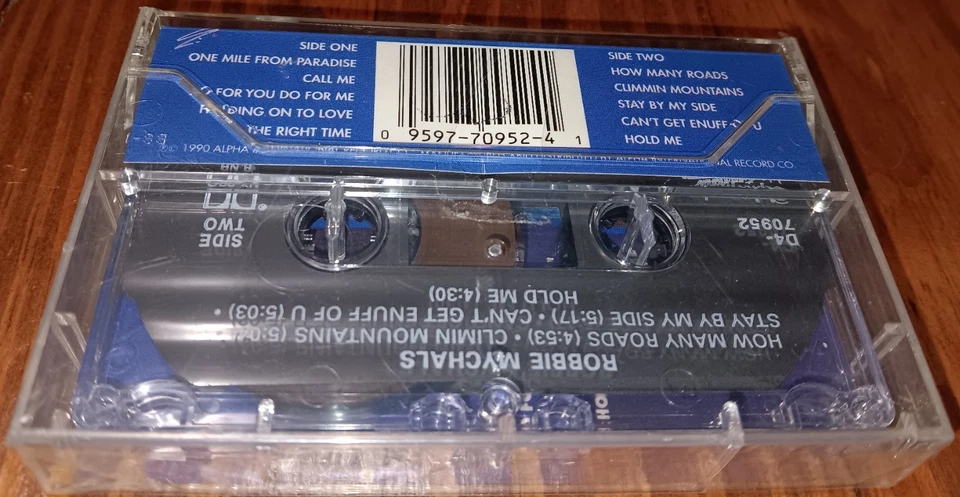 SIDE ONE
ONE MILE FROM PARADISE
CALL ME
FOR YOU DO FOR ME
ON TO LOVE
THE RIGHT TIME
0 9597-70952-4 1
SIDE TWO
HOW MANY ROADS
CLIMMIN MOUNTAINS
STAY BY MY SIDE
CAN'T GET ENUFF
HOLD ME
1990 ALPHA
RECORD CO.
SIDE
TWO
D4-
70952
ROBBIE MYCHALS
HOW MANY ROADS (4:53) • CLIMIN MOUNTAINS
STAY BY MY SIDE (5:17) • CAN'T GET ENUFF OF U (5:03) •
HOLD ME (4:30)